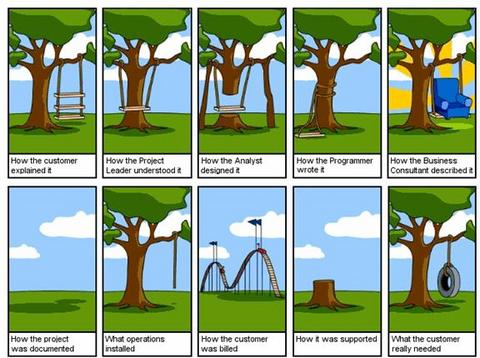 How the customer
explained it
How the Project
Leader understood it
How the Analyst
designed it
How the Programmer
wrote it
How the Business
Consultant described it
How the project
was documented
What operations
installed
How the customer
was billed
How it was supported
What the customer
really needed